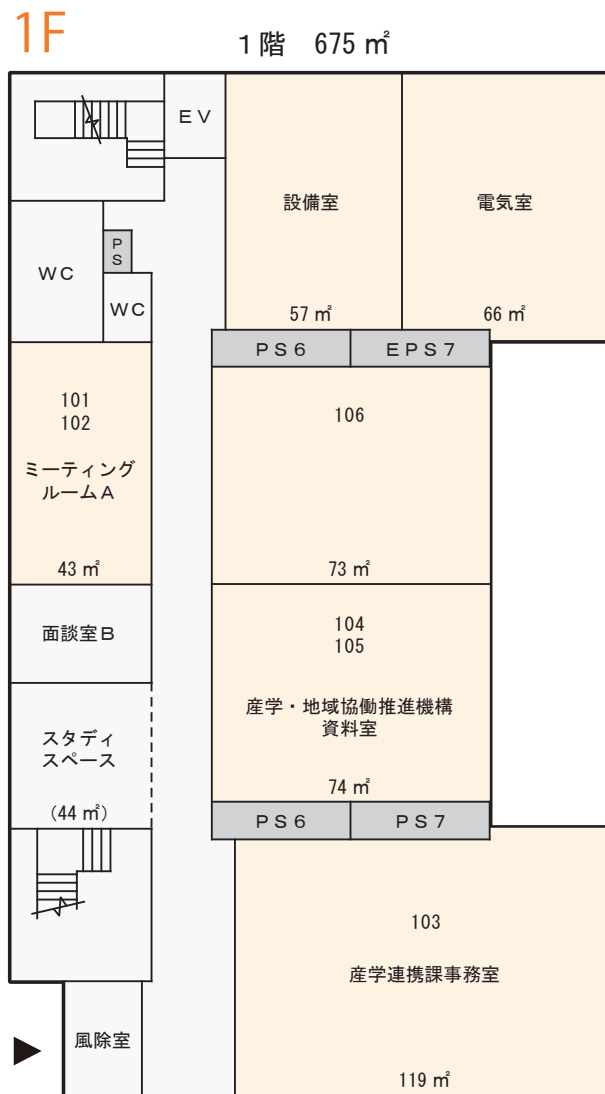 1F
1階 675㎡
EV
設備室
電気室
PS
WC
WC
57㎡
66㎡
PS6
EPS7
101
102
ミーティング
ルームA
43㎡
106
73㎡
面談室B
104
105
産学・地域協働推進機構
資料室
74㎡
スタディ
スペース
(44㎡)
PS6
PS7
103
産学連携課事務室
119㎡
風除室